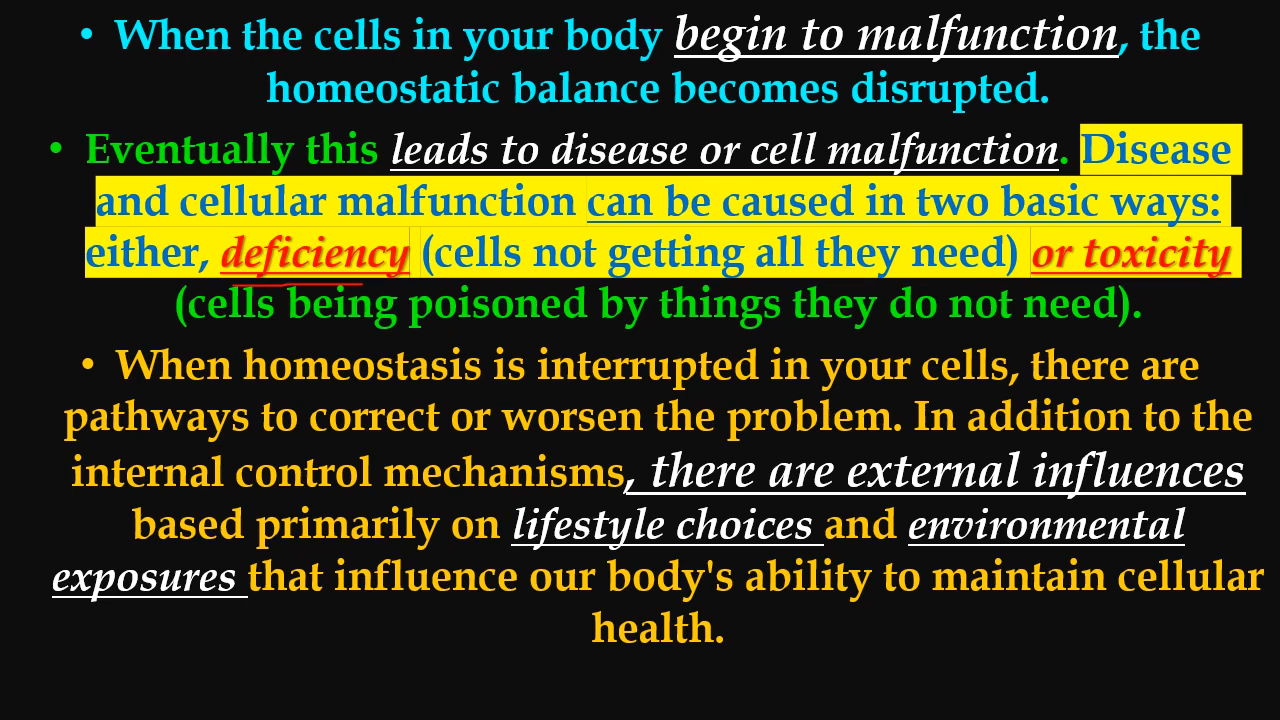 • When the cells in your body begin to malfunction, the
homeostatic balance becomes disrupted.
• Eventually this leads to disease or cell malfunction. Disease
and cellular malfunction can be caused in two basic ways:
either, deficiency (cells not getting all they need) or toxicity
(cells being poisoned by things they do not need).
• When homeostasis is interrupted in your cells, there are
pathways to correct or worsen the problem. In addition to the
internal control mechanisms, there are external influences
based primarily on lifestyle choices and environmental
exposures that influence our body's ability to maintain cellular
health.